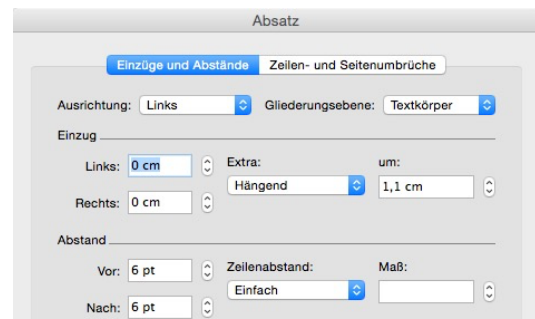 Absatz
Einzüge und Abstände Zeilen- und Seitenumbrüche
Ausrichtung: Links Gliederungsebene: Textkörper
Einzug
Links: 0 cm Extra: um:
Hängend 1,1 cm
Rechts: 0 cm
Abstand
Vor: 6 pt Zeilenabstand: Maß:
Einfach
Nach: 6 pt